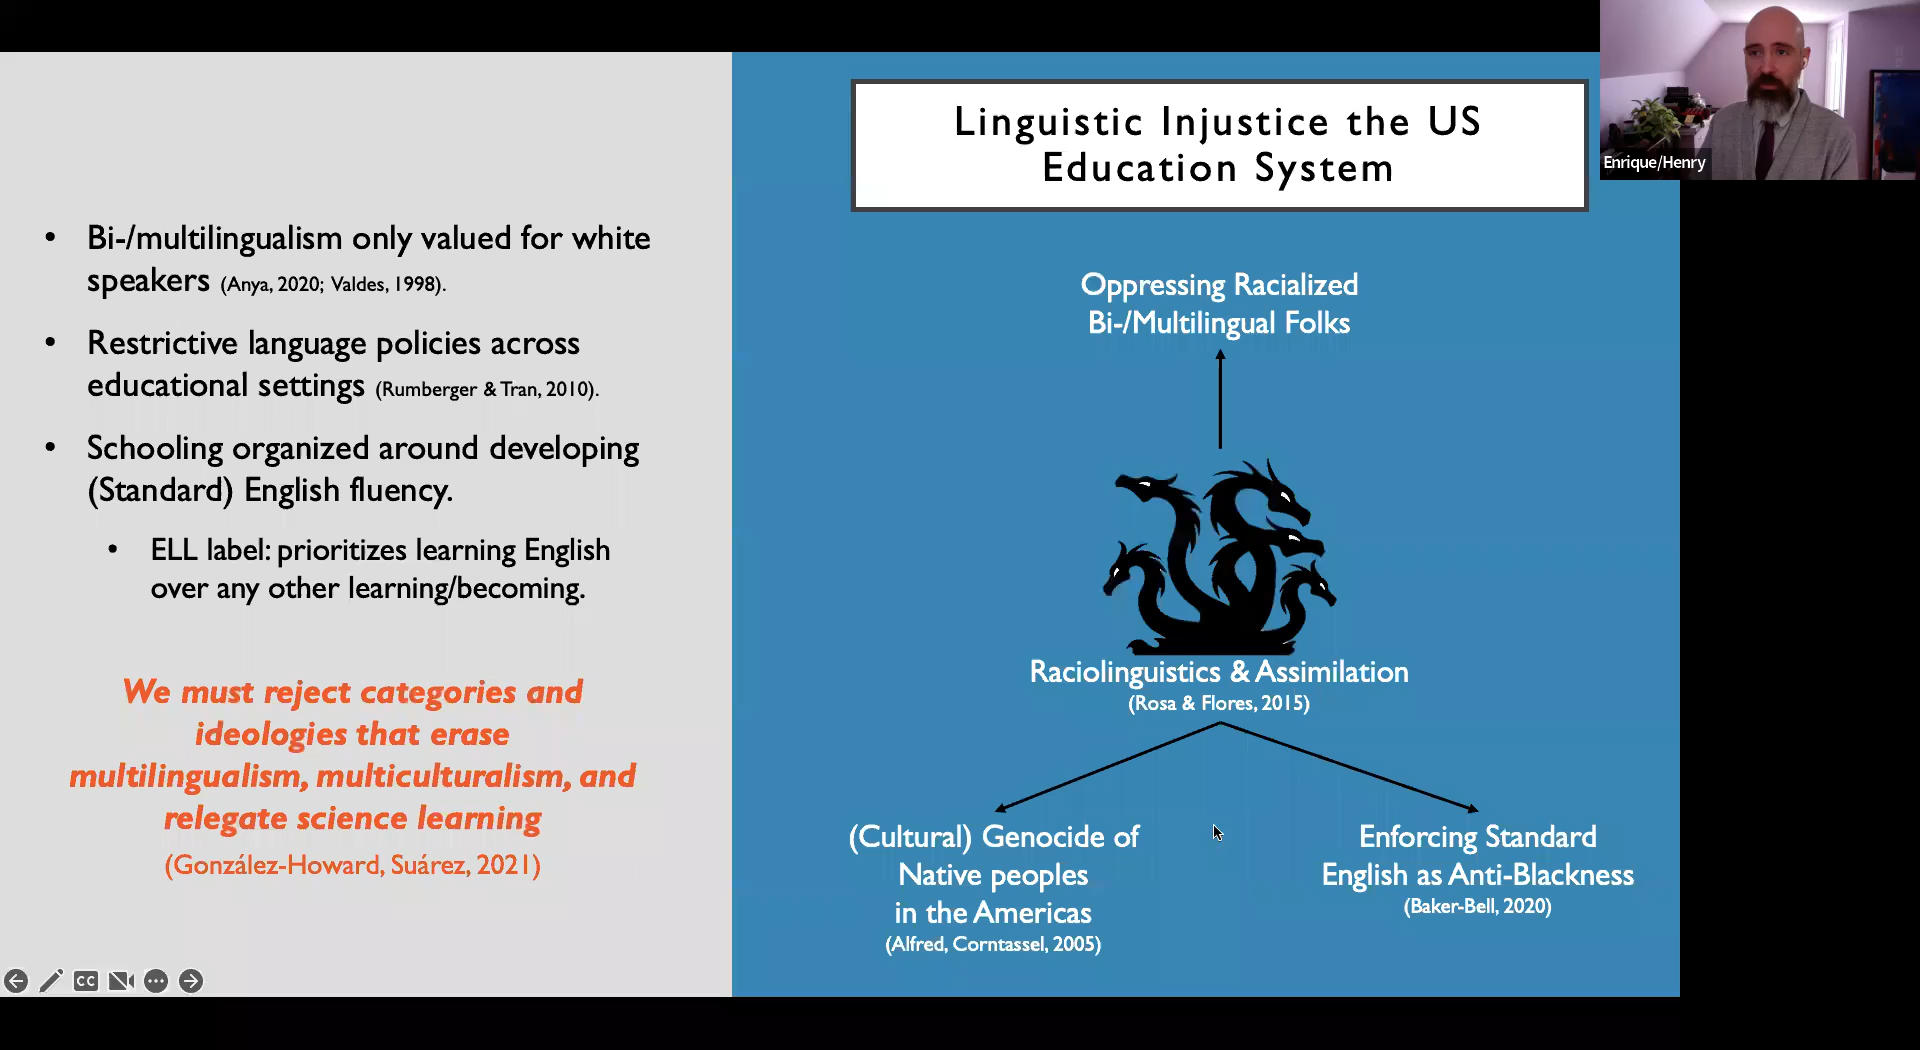 Linguistic Injustice the US
Education System
Enrique/Henry
• Bi-/multilingualism only valued for white
speakers (Anya, 2020; Valdes, 1998).
• Restrictive language policies across
educational settings (Rumberger & Tran, 2010).
• Schooling organized around developing
(Standard) English fluency.
• ELL label: prioritizes learning English
over any other learning/becoming.
We must reject categories and
ideologies that erase
multilingualism, multiculturalism, and
relegate science learning
(González-Howard, Suárez, 2021)
Oppressing Racialized
Bi-/Multilingual Folks
Raciolinguistics & Assimilation
(Rosa & Flores, 2015)
(Cultural) Genocide of
Native peoples
in the Americas
(Alfred, Corntassel, 2005)
Enforcing Standard
English as Anti-Blackness
(Baker-Bell, 2020)
CC